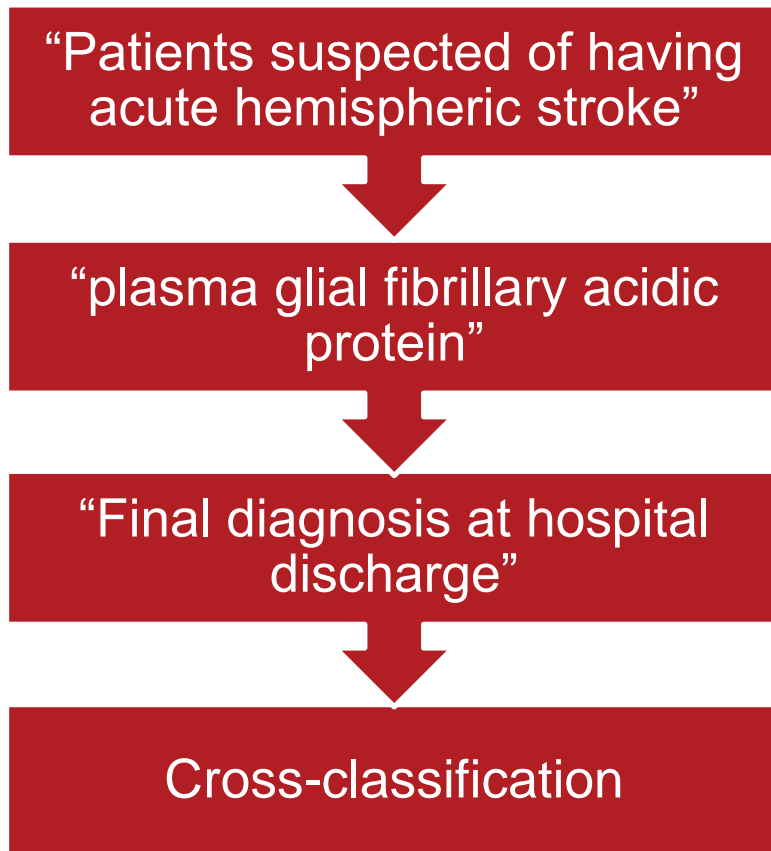 “Patients suspected of having
acute hemispheric stroke”
“plasma glial fibrillary acidic
protein”
“Final diagnosis at hospital
discharge”
Cross-classification